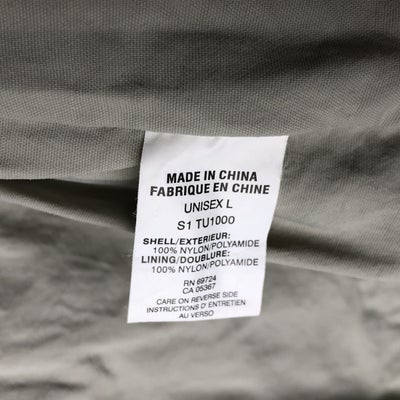 MADE IN CHINA
FABRIQUE EN CHINE
UNISEX L
S1 TU1000
SHELL/EXTERIEUR:
100% NYLON/POLYAMIDE
LINING/DOUBLURE:
100% NYLON/POLYAMIDE
RN 69724
CA 05367
CARE ON REVERSE SIDE
INSTRUCTIONS D'ENTRETIEN
AU VERSO